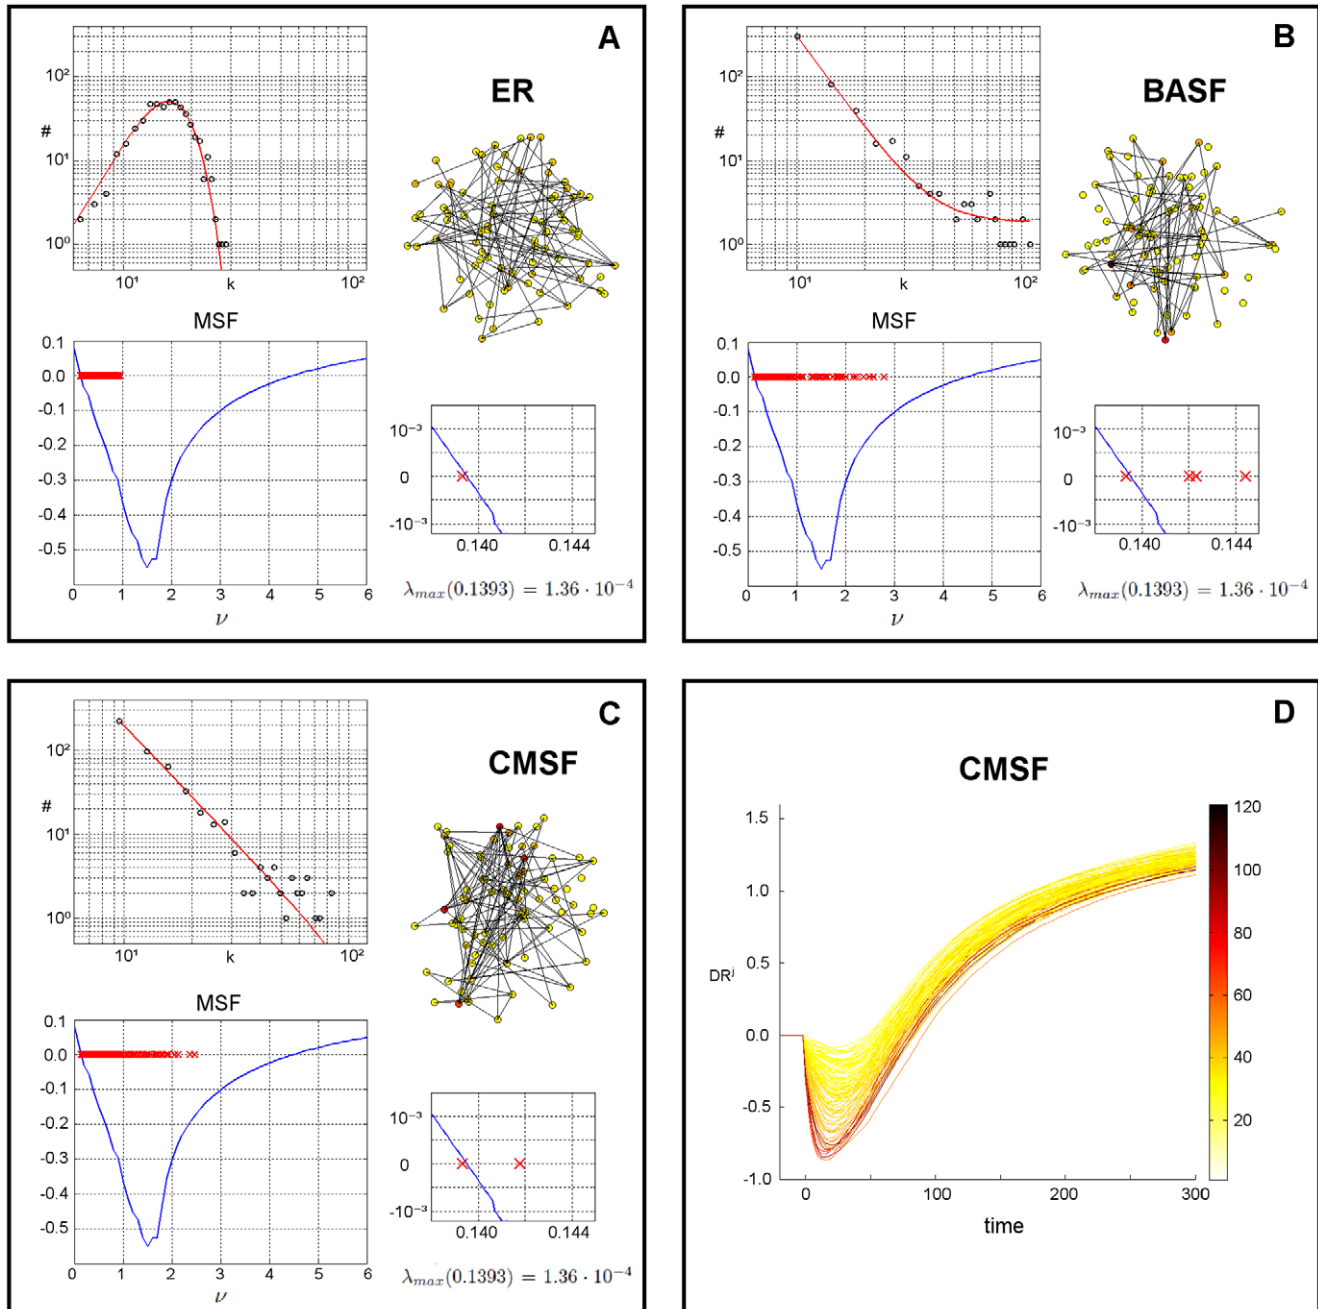 A
ER
10²
#
10¹
10⁰
10¹
k
10²
MSF
0.1
0.0
-0.1
-0.2
-0.3
-0.4
-0.5
0 1 2 3 4 5 6
ν
10⁻³
0
-10⁻³
0.140 0.144
λmax(0.1393) = 1.36 · 10⁻⁴
B
BASF
10²
#
10¹
10⁰
10¹
k
10²
MSF
0.1
0.0
-0.1
-0.2
-0.3
-0.4
-0.5
0 1 2 3 4 5 6
ν
10⁻³
0
-10⁻³
0.140 0.144
λmax(0.1393) = 1.36 · 10⁻⁴
C
CMSF
10²
#
10¹
10⁰
10¹
k
10²
MSF
0.1
0.0
-0.1
-0.2
-0.3
-0.4
-0.5
0 1 2 3 4 5 6
ν
10⁻³
0
-10⁻³
0.140 0.144
λmax(0.1393) = 1.36 · 10⁻⁴
D
CMSF
1.5
1.0
0.5
DRʲ
0.0
-0.5
-1.0
0 100 200 300
time
120
100
80
60
40
20